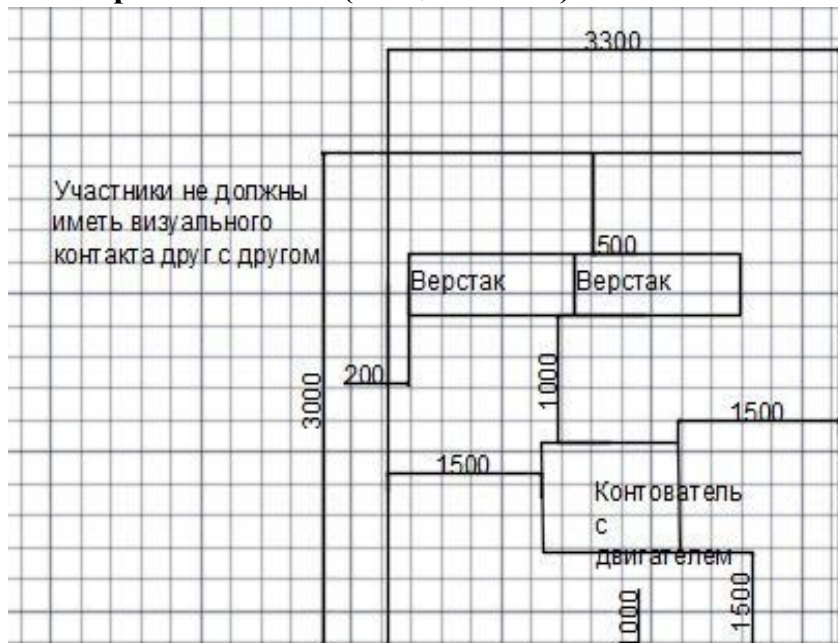 3300
Участники не должны
иметь визуального
контакта друг с другом
500
Верстак Верстак
200
3000
1000
1500
1500
Контователь
с
двигателем
1500